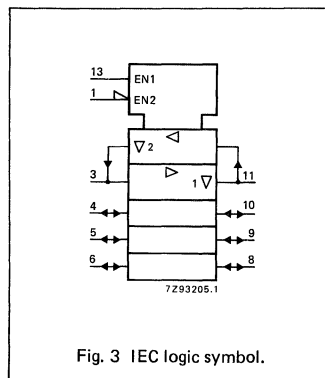 13 EN1
1 EN2
2
3 1 11
4 10
5 9
6 8
7Z93205.1
Fig. 3 IEC logic symbol.